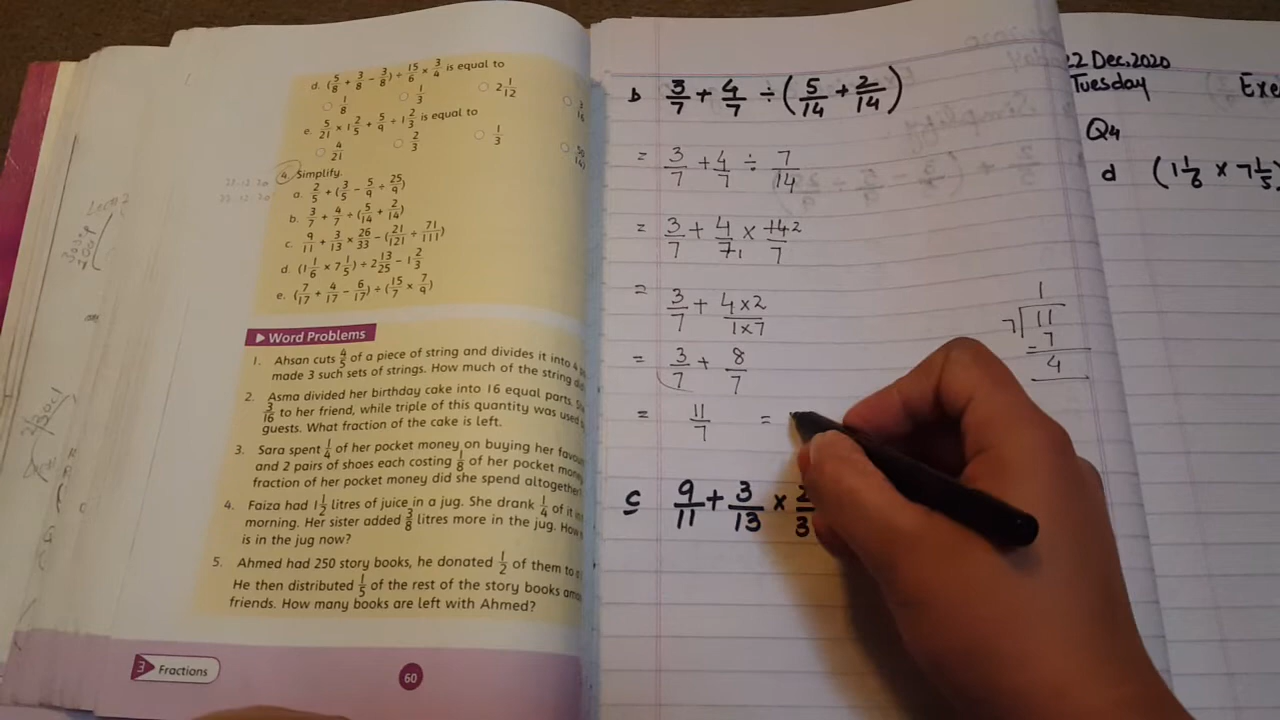 d. (5/8 + 3/8 − 3/8) ÷ 15/6 × 3/4 is equal to
1/8 1/3 2 1/12 3/16
e. 5/21 × 1 2/5 + 5/9 ÷ 1 2/3 is equal to
4/21 2/3 1/3
4. Simplify.
a. 2/5 + (3/5 − 5/9 ÷ 25/9)
b. 3/7 + 4/7 ÷ (5/14 + 2/14)
c. 9/11 + 3/13 × 26/33 − (21/121 ÷ 71/111)
d. (1 1/6 × 7 1/5) ÷ 2 13/25 − 1 2/3
e. (7/17 + 4/17 − 6/17) ÷ (15/7 × 7/9)
Word Problems
1. Ahsan cuts 4/5 of a piece of string and divides it into 4
made 3 such sets of strings. How much of the string
2. Asma divided her birthday cake into 16 equal parts.
3/16 to her friend, while triple of this quantity was used
guests. What fraction of the cake is left.
3. Sara spent 1/4 of her pocket money on buying her
and 2 pairs of shoes each costing 1/8 of her pocket
fraction of her pocket money did she spend altogether
4. Faiza had 1 1/2 litres of juice in a jug. She drank 1/4 of it
morning. Her sister added 3/8 litres more in the jug. How
is in the jug now?
5. Ahmed had 250 story books, he donated 1/2 of them to
He then distributed 1/5 of the rest of the story books
friends. How many books are left with Ahmed?
3 Fractions
60
b 3/7 + 4/7 ÷ (5/14 + 2/14)
= 3/7 + 4/7 ÷ 7/14
= 3/7 + 4/7 1 × 14 2/7
= 3/7 + 4×2/1×7
= 3/7 + 8/7
= 11/7 =
1
7 11
- 7
4
c 9/11 + 3/13 ×
22 Dec, 2020
Tuesday Exe
Q4
d (1 1/6 × 7 1/5)